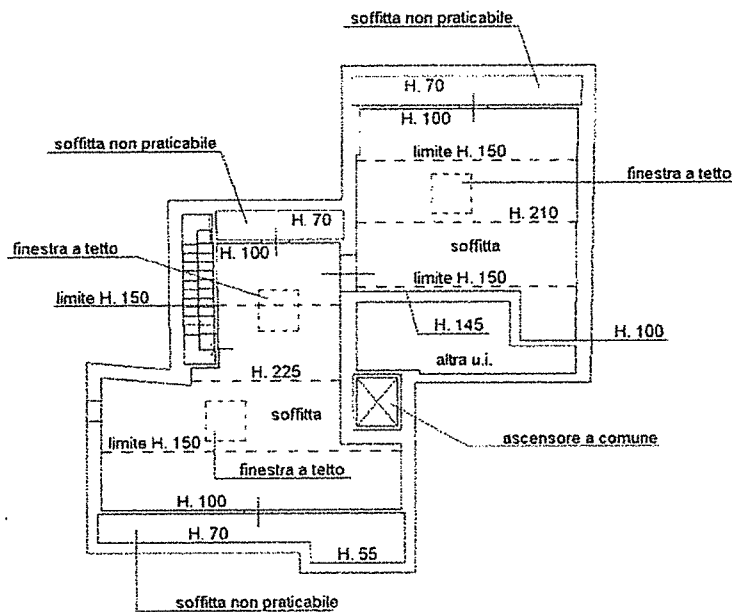 soffitta non praticabile
H. 70
H. 100
soffitta non praticabile
limite H. 150
finestra a tetto
H. 70
H. 210
finestra a tetto
H. 100
soffitta
limite H. 150
limite H. 150
H. 145
H. 100
altra u.i.
H. 225
soffitta
limite H. 150
ascensore a comune
finestra a tetto
H. 100
H. 70
H. 55
soffitta non praticabile